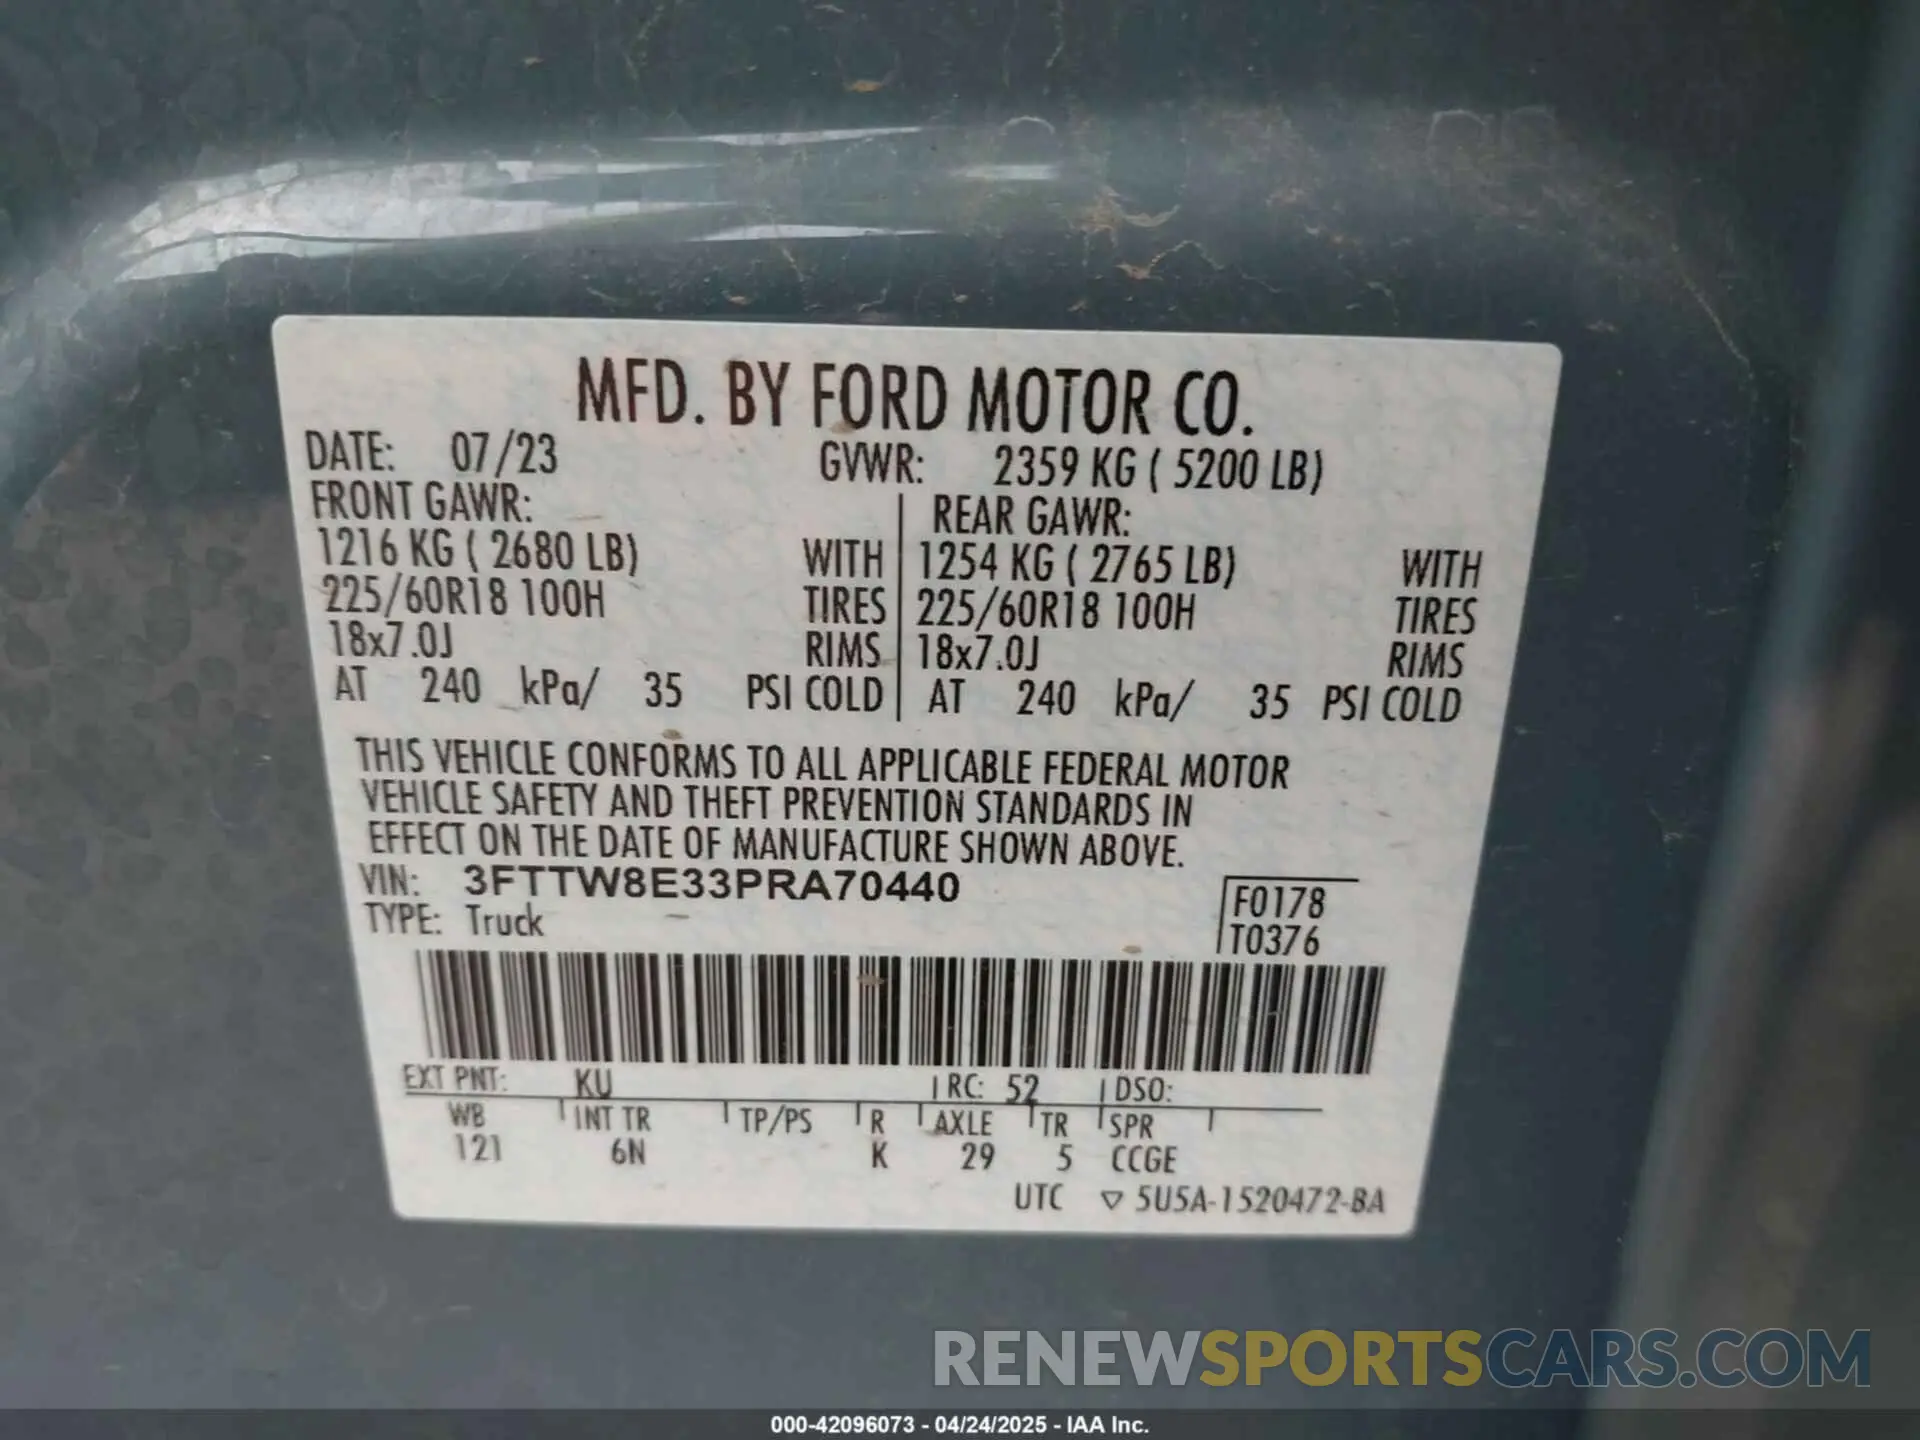 MFD. BY FORD MOTOR CO.
DATE: 07/23 GVWR: 2359 KG ( 5200 LB)
FRONT GAWR: REAR GAWR:
1216 KG ( 2680 LB) WITH 1254 KG ( 2765 LB) WITH
225/60R18 100H TIRES 225/60R18 100H TIRES
18x7.0J RIMS 18x7.0J RIMS
AT 240 kPa/ 35 PSI COLD AT 240 kPa/ 35 PSI COLD
THIS VEHICLE CONFORMS TO ALL APPLICABLE FEDERAL MOTOR
VEHICLE SAFETY AND THEFT PREVENTION STANDARDS IN
EFFECT ON THE DATE OF MANUFACTURE SHOWN ABOVE.
VIN: 3FTTW8E33PRA70440 F0178
TYPE: Truck T0376
EXT PNT: KU RC: 52 DSO:
WB INT TR TP/PS R AXLE TR SPR
121 6N K 29 5 CCGE
UTC ▽ 5U5A-1520472-BA
RENEWSPORTSCARS.COM
000-42096073 - 04/24/2025 - IAA Inc.